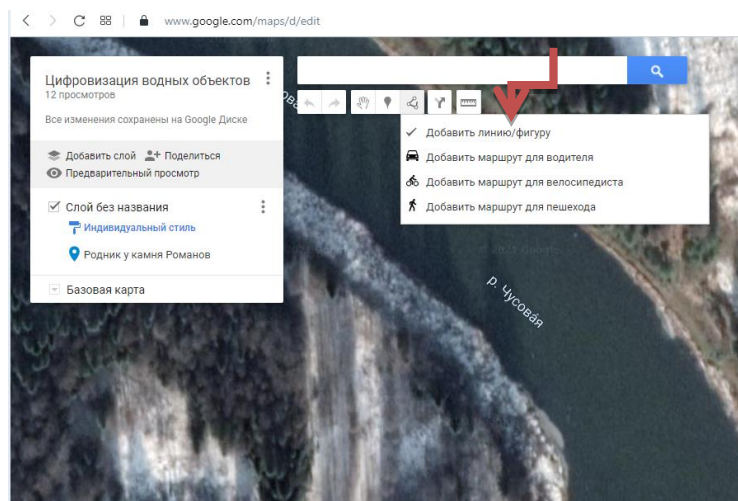 www.google.com/maps/d/edit
Цифровизация водных объектов
12 просмотров
Все изменения сохранены на Google Диске
Добавить слой Поделиться
Предварительный просмотр
Слой без названия
Индивидуальный стиль
Родник у камня Романов
Базовая карта
Добавить линию/фигуру
Добавить маршрут для водителя
Добавить маршрут для велосипедиста
Добавить маршрут для пешехода
р. Чусовая